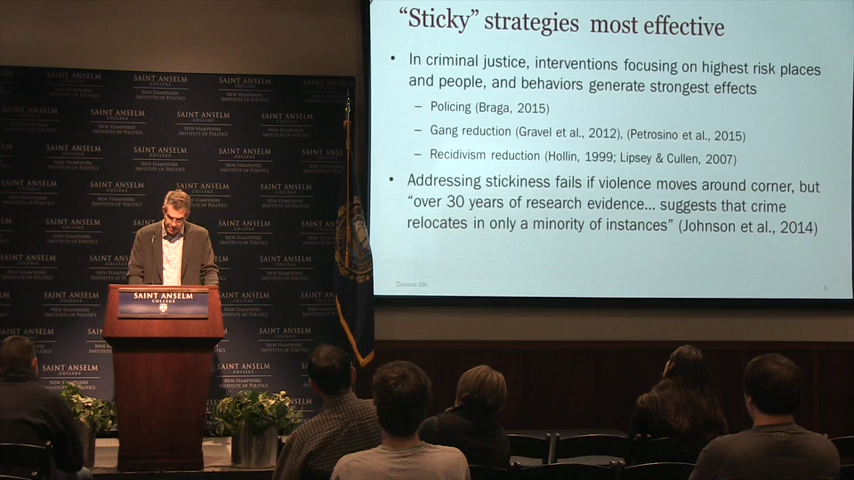 "Sticky" strategies most effective
• In criminal justice, interventions focusing on highest risk places
and people, and behaviors generate strongest effects
– Policing (Braga, 2015)
– Gang reduction (Gravel et al., 2012), (Petrosino et al., 2015)
– Recidivism reduction (Hollin, 1999; Lipsey & Cullen, 2007)
• Addressing stickiness fails if violence moves around corner, but
"over 30 years of research evidence... suggests that crime
relocates in only a minority of instances" (Johnson et al., 2014)
Thomas Abt
SAINT ANSELM
COLLEGE
NEW HAMPSHIRE
INSTITUTE OF POLITICS
SAINT ANSELM
COLLEGE